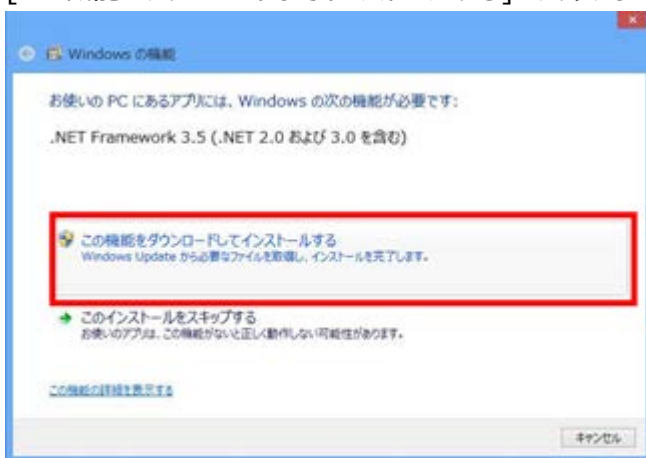 Windows の機能
お使いの PC にあるアプリには、Windows の次の機能が必要です:
.NET Framework 3.5 (.NET 2.0 および 3.0 を含む)
この機能をダウンロードしてインストールする
Windows Update から必要なファイルを取得し、インストールを完了します。
このインストールをスキップする
お使いのアプリは、この機能がないと正しく動作しない可能性があります。
この機能の詳細を表示する
キャンセル